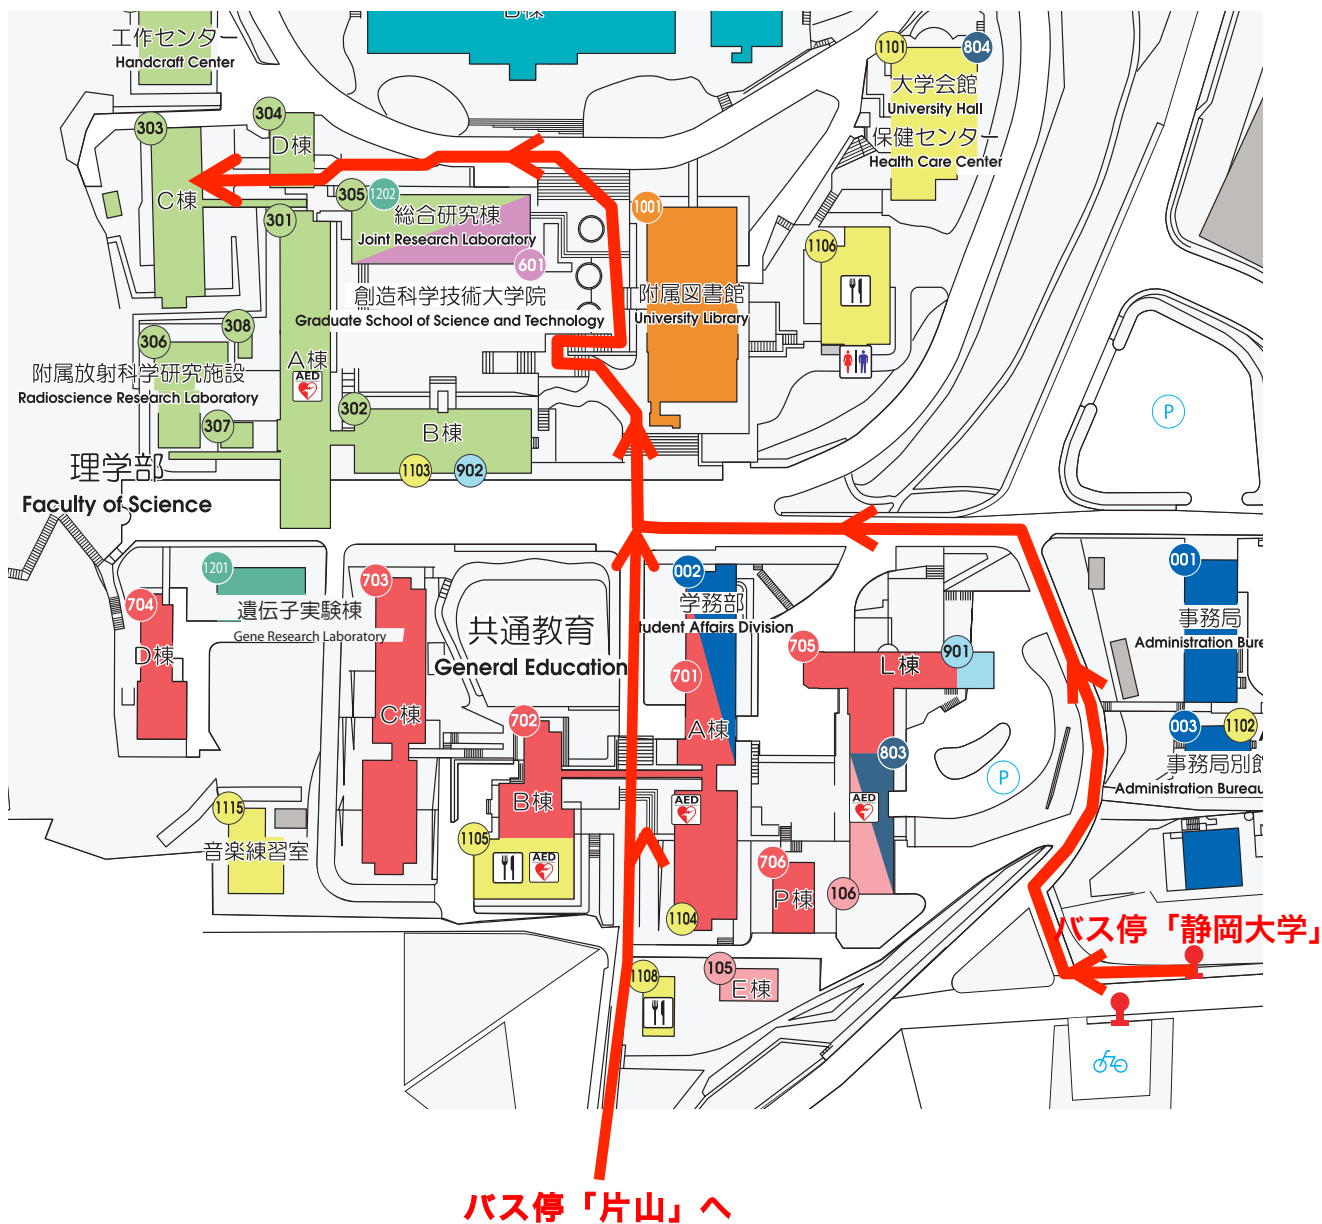 B棟
工作センター
Handcraft Center
1101
804
大学会館
University Hall
保健センター
Health Care Center
303
304
D棟
C棟
305
1202
総合研究棟
Joint Research Laboratory
601
301
1001
1106
創造科学技術大学院
Graduate School of Science and Technology
附属図書館
University Library
306
308
附属放射科学研究施設
Radioscience Research Laboratory
A棟
AED
307
302
B棟
1103
902
P
理学部
Faculty of Science
1201
遺伝子実験棟
Gene Research Laboratory
703
704
D棟
C棟
共通教育
General Education
002
学務部
tudent Affairs Division
701
A棟
705
L棟
901
001
事務局
Administration Bure
003
1102
事務局別館
Administration Bureau
702
B棟
803
AED
AED
P
1115
音楽練習室
1105
AED
706
P棟
106
1104
105
E棟
1108
バス停「静岡大学」
バス停「片山」へ